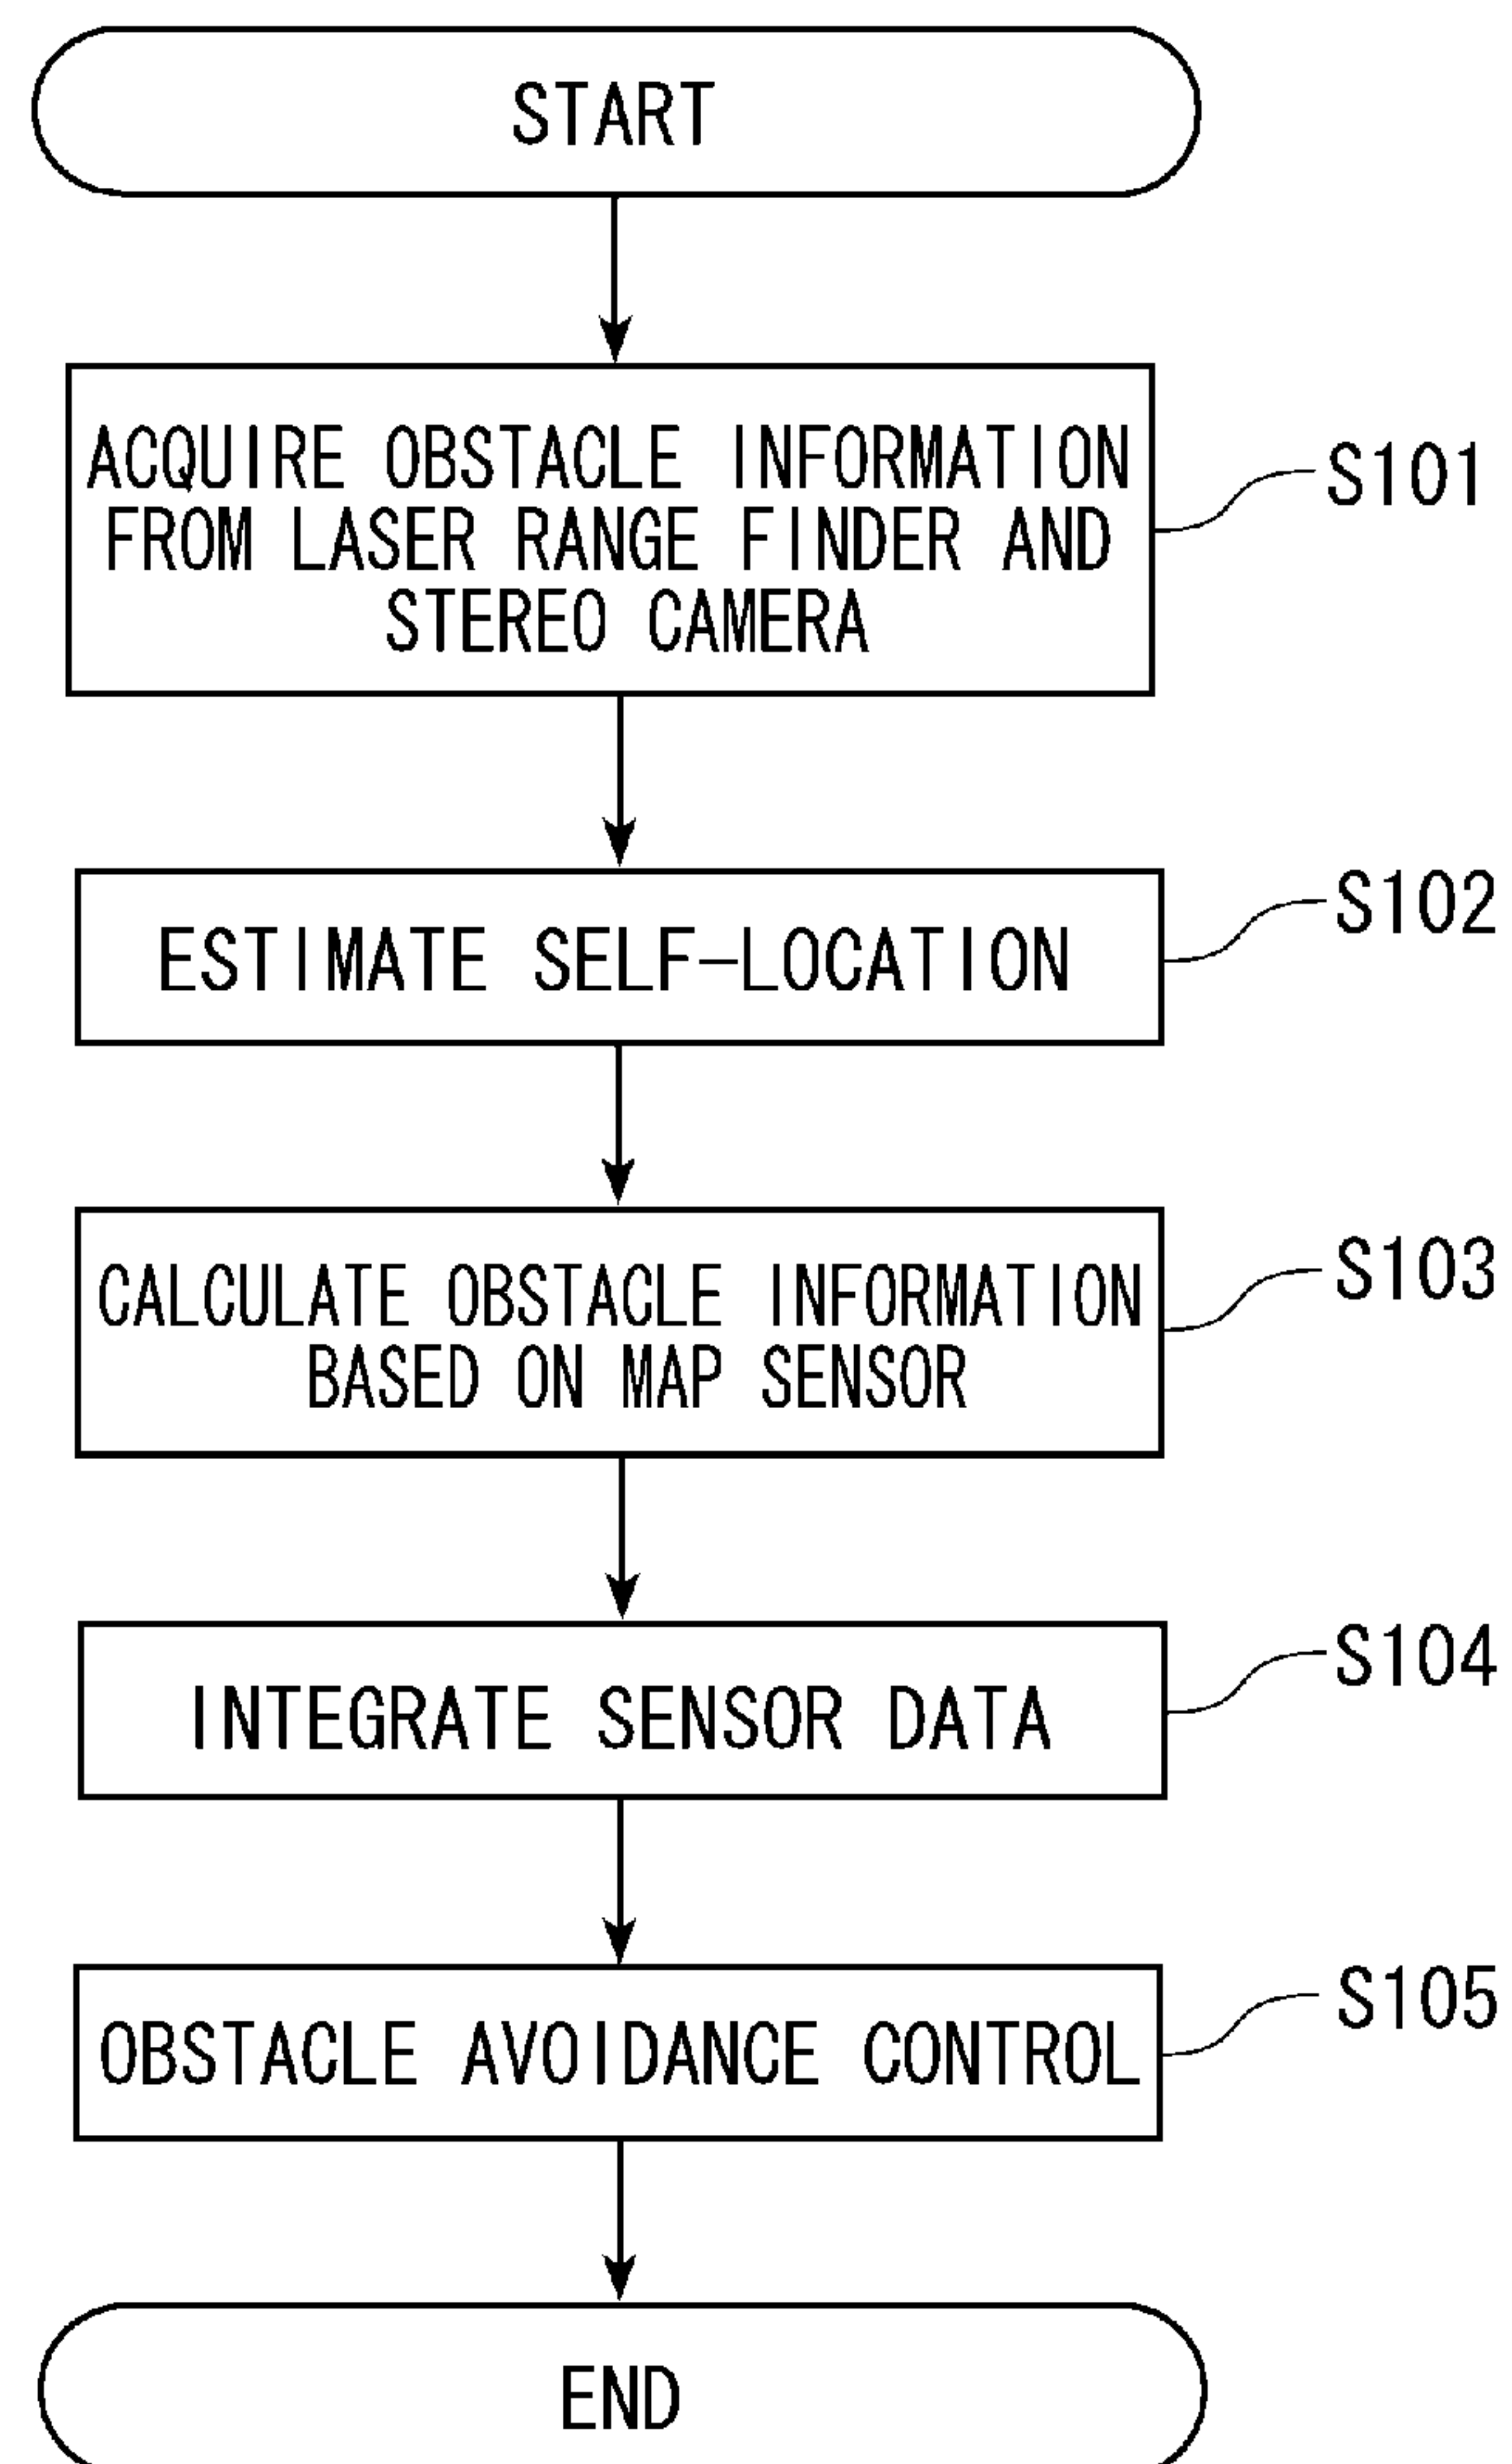 START
ACQUIRE OBSTACLE INFORMATION
FROM LASER RANGE FINDER AND
STEREO CAMERA
S101
ESTIMATE SELF-LOCATION
S102
CALCULATE OBSTACLE INFORMATION
BASED ON MAP SENSOR
S103
INTEGRATE SENSOR DATA
S104
OBSTACLE AVOIDANCE CONTROL
S105
END